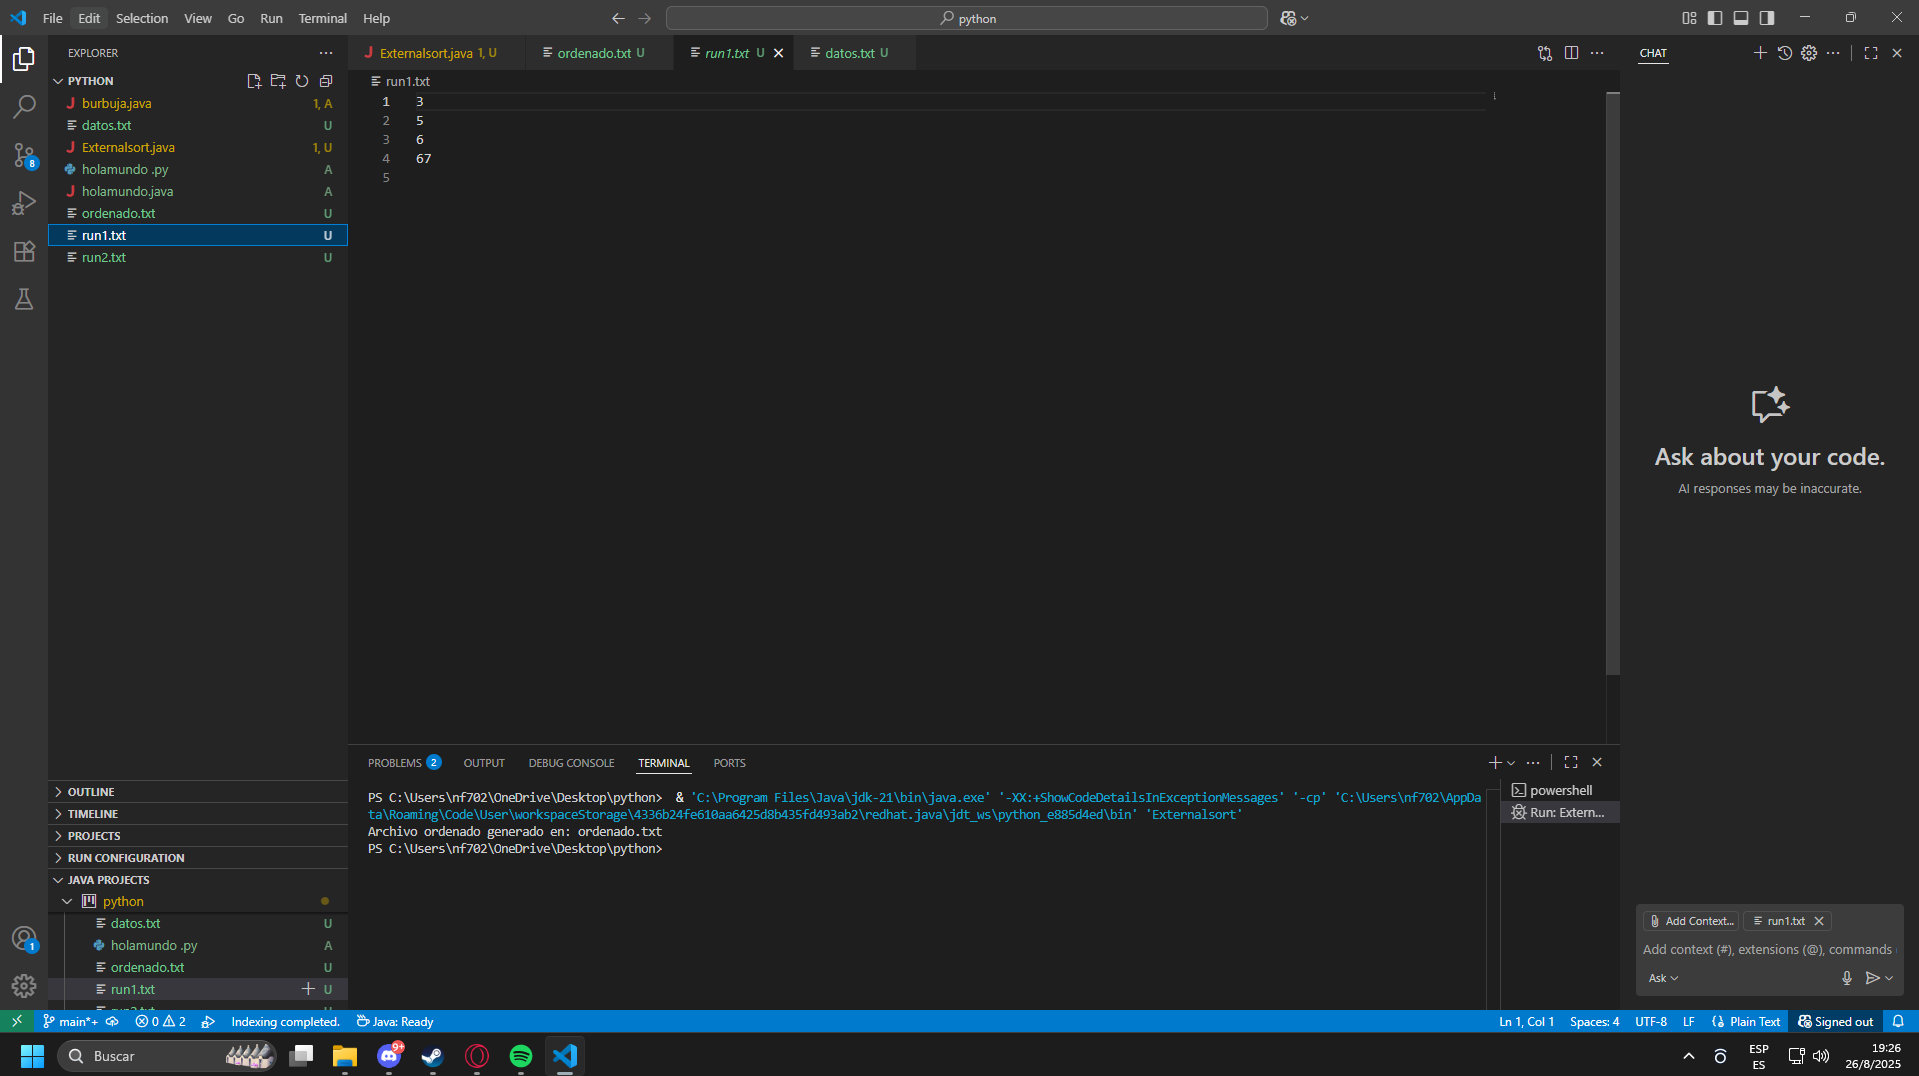 File Edit Selection View Go Run Terminal Help
python
EXPLORER
PYTHON
burbuja.java 1, A
datos.txt U
Externalsort.java 1, U
holamundo .py A
holamundo.java A
ordenado.txt U
run1.txt U
run2.txt U
8
OUTLINE
TIMELINE
PROJECTS
RUN CONFIGURATION
JAVA PROJECTS
python
datos.txt U
holamundo .py A
ordenado.txt U
run1.txt U
1
Externalsort.java 1, U
ordenado.txt U
run1.txt U
datos.txt U
run1.txt
1 3
2 5
3 6
4 67
5
PROBLEMS 2 OUTPUT DEBUG CONSOLE TERMINAL PORTS
PS C:\Users\nf702\OneDrive\Desktop\python>  & 'C:\Program Files\Java\jdk-21\bin\java.exe' '-XX:+ShowCodeDetailsInExceptionMessages' '-cp' 'C:\Users\nf702\AppDa
ta\Roaming\Code\User\workspaceStorage\4336b24fe610aa6425d8b435fd493ab2\redhat.java\jdt_ws\python_e885d4ed\bin' 'Externalsort'
Archivo ordenado generado en: ordenado.txt
PS C:\Users\nf702\OneDrive\Desktop\python>
powershell
Run: Extern...
CHAT
Ask about your code.
AI responses may be inaccurate.
Add Context... run1.txt
Add context (#), extensions (@), commands
Ask
main*+ 0 2 Indexing completed. Java: Ready
Ln 1, Col 1 Spaces: 4 UTF-8 LF Plain Text Signed out
Buscar
9+
ESP
ES
19:26
26/8/2025